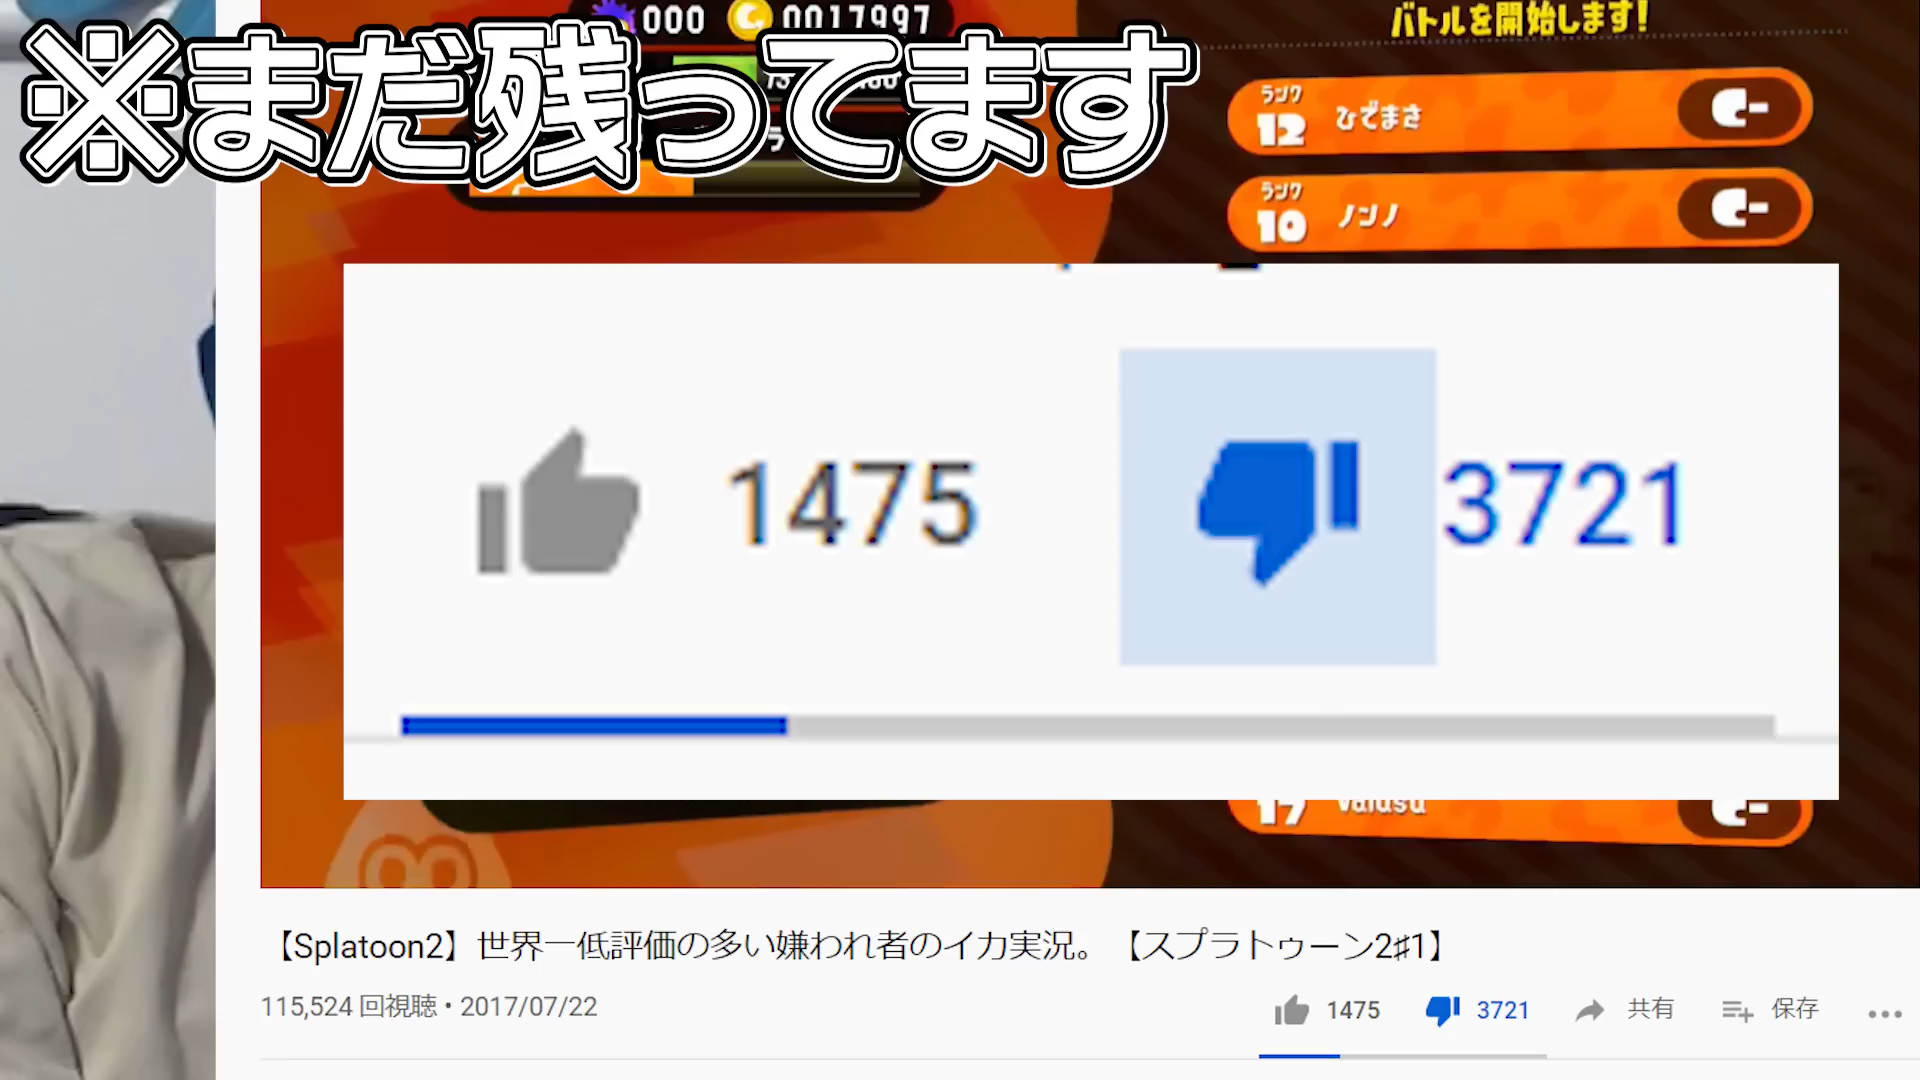 000 0017997
バトルを開始します!
※まだ残ってます
ランク
12 ひでまさ
ランク
10 ノンノ
1475 3721
17 Valusu
【Splatoon2】世界一低評価の多い嫌われ者のイカ実況。【スプラトゥーン2♯1】
115,524 回視聴・2017/07/22
1475 3721 共有 保存